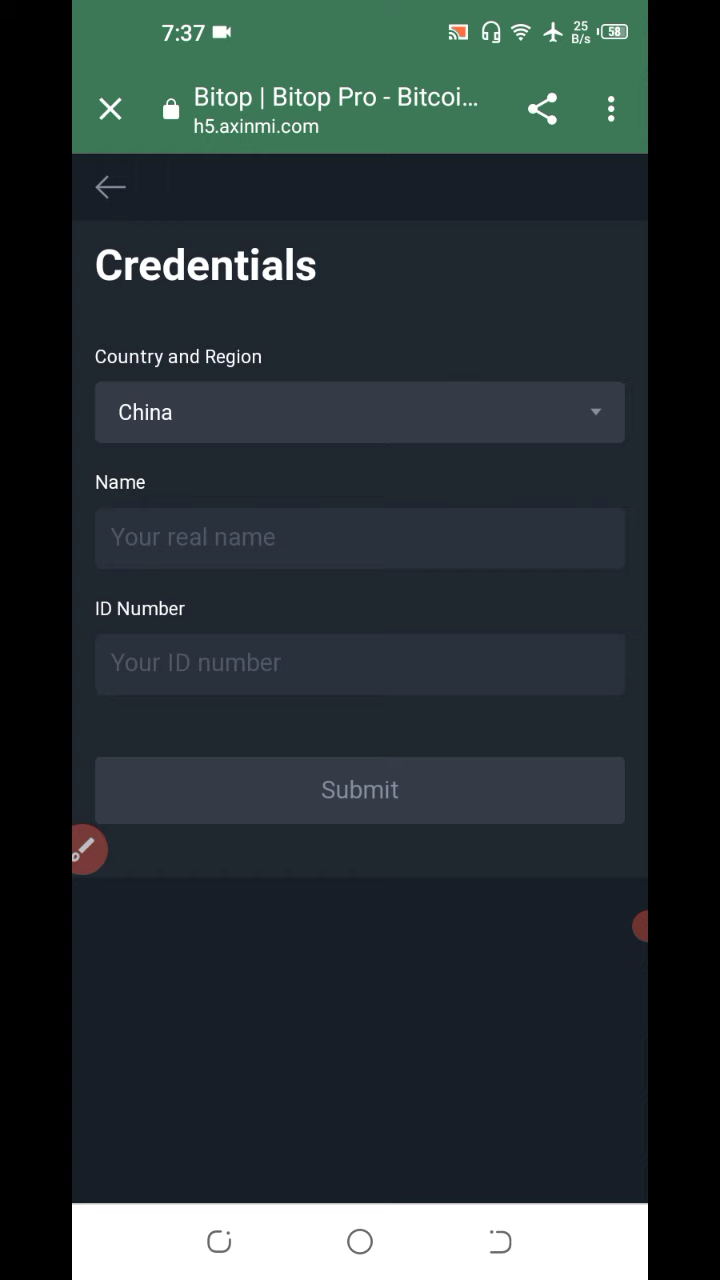 7:37
25
B/s
58
Bitop | Bitop Pro - Bitcoi...
h5.axinmi.com
Credentials
Country and Region
China
Name
Your real name
ID Number
Your ID number
Submit